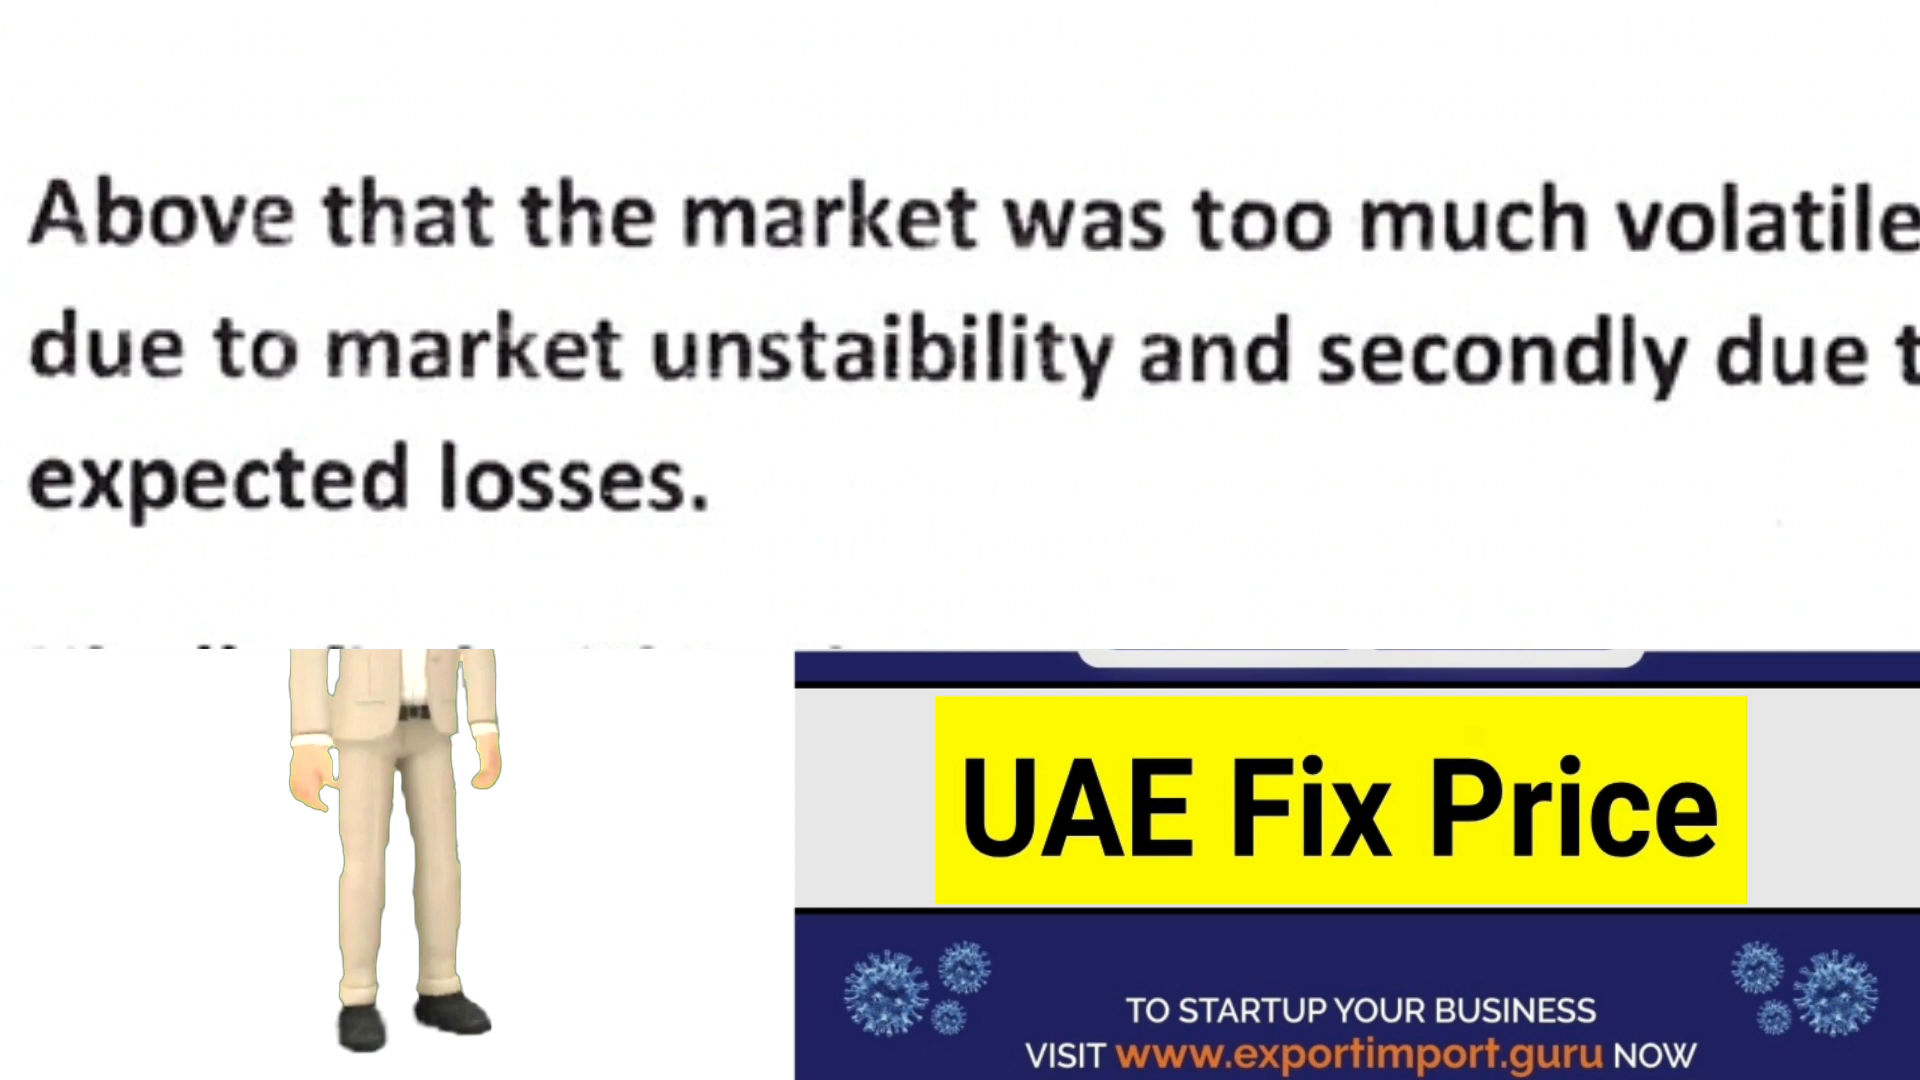 Above that the market was too much volatile
due to market unstaibility and secondly due
expected losses.
UAE Fix Price
TO STARTUP YOUR BUSINESS
VISIT www.exportimport.guru NOW